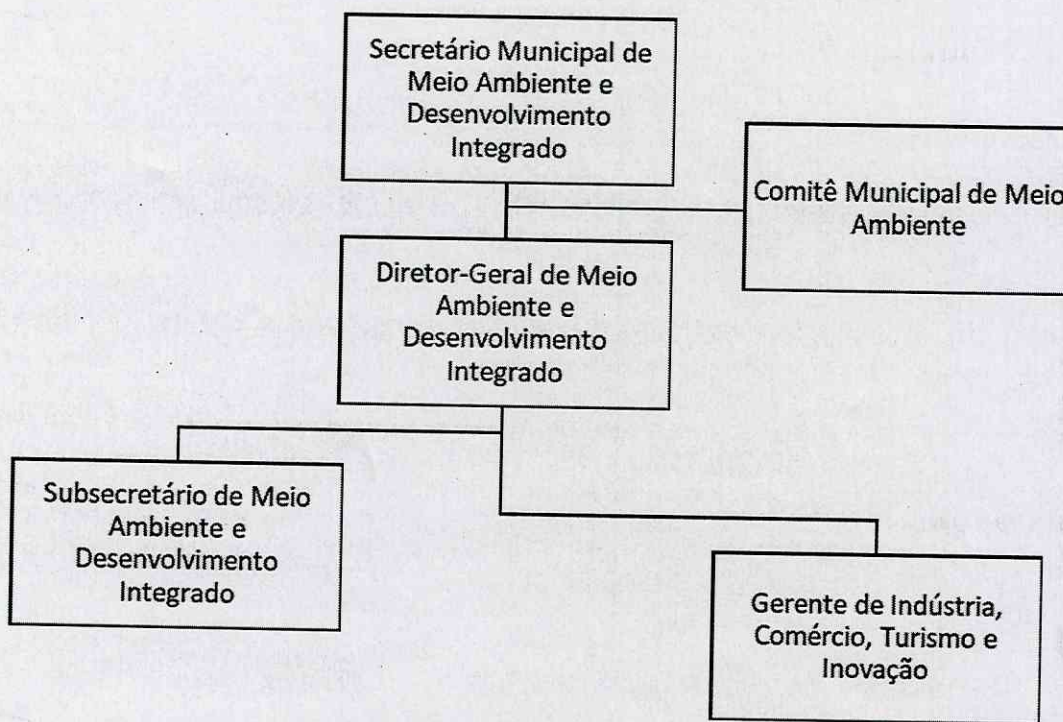 Secretário Municipal de
Meio Ambiente e
Desenvolvimento
Integrado
Comitê Municipal de Meio
Ambiente
Diretor-Geral de Meio
Ambiente e
Desenvolvimento
Integrado
Subsecretário de Meio
Ambiente e
Desenvolvimento
Integrado
Gerente de Indústria,
Comércio, Turismo e
Inovação